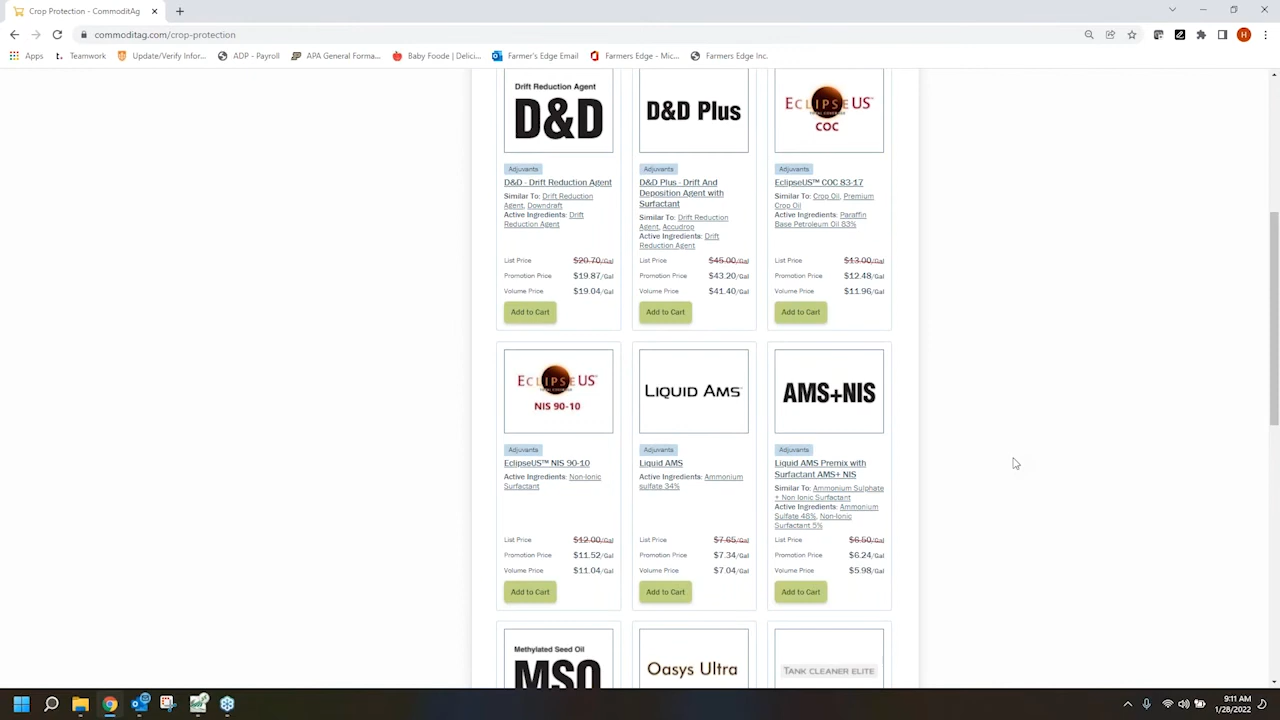 Crop Protection - CommoditAg
commoditag.com/crop-protection
H
Apps
Teamwork
Update/Verify Infor...
ADP - Payroll
APA General Forma...
Baby Foode | Delici...
Farmer's Edge Email
Farmers Edge - Mic...
Farmers Edge Inc.
Drift Reduction Agent
D&D
Adjuvants
D&D - Drift Reduction Agent
Similar To: Drift Reduction
Agent, Downdraft
Active Ingredients: Drift
Reduction Agent
List Price $20.70/Gal
Promotion Price $19.87/Gal
Volume Price $19.04/Gal
Add to Cart
D&D Plus
Adjuvants
D&D Plus - Drift And
Deposition Agent with
Surfactant
Similar To: Drift Reduction
Agent, Accudrop
Active Ingredients: Drift
Reduction Agent
List Price $45.00/Gal
Promotion Price $43.20/Gal
Volume Price $41.40/Gal
Add to Cart
ECLIPSEUS™
COC
Adjuvants
EclipseUS™ COC 83-17
Similar To: Crop Oil, Premium
Crop Oil
Active Ingredients: Paraffin
Base Petroleum Oil 83%
List Price $13.00/Gal
Promotion Price $12.48/Gal
Volume Price $11.96/Gal
Add to Cart
ECLIPSEUS™
NIS 90-10
Adjuvants
EclipseUS™ NIS 90-10
Active Ingredients: Non-Ionic
Surfactant
List Price $12.00/Gal
Promotion Price $11.52/Gal
Volume Price $11.04/Gal
Add to Cart
LIQUID AMS
Adjuvants
Liquid AMS
Active Ingredients: Ammonium
sulfate 34%
List Price $7.65/Gal
Promotion Price $7.34/Gal
Volume Price $7.04/Gal
Add to Cart
AMS+NIS
Adjuvants
Liquid AMS Premix with
Surfactant AMS+ NIS
Similar To: Ammonium Sulphate
+ Non Ionic Surfactant
Active Ingredients: Ammonium
Sulfate 48%, Non-Ionic
Surfactant 5%
List Price $6.50/Gal
Promotion Price $6.24/Gal
Volume Price $5.98/Gal
Add to Cart
Methylated Seed Oil
MSO
Oasys Ultra
TANK CLEANER ELITE
9:11 AM
1/28/2022